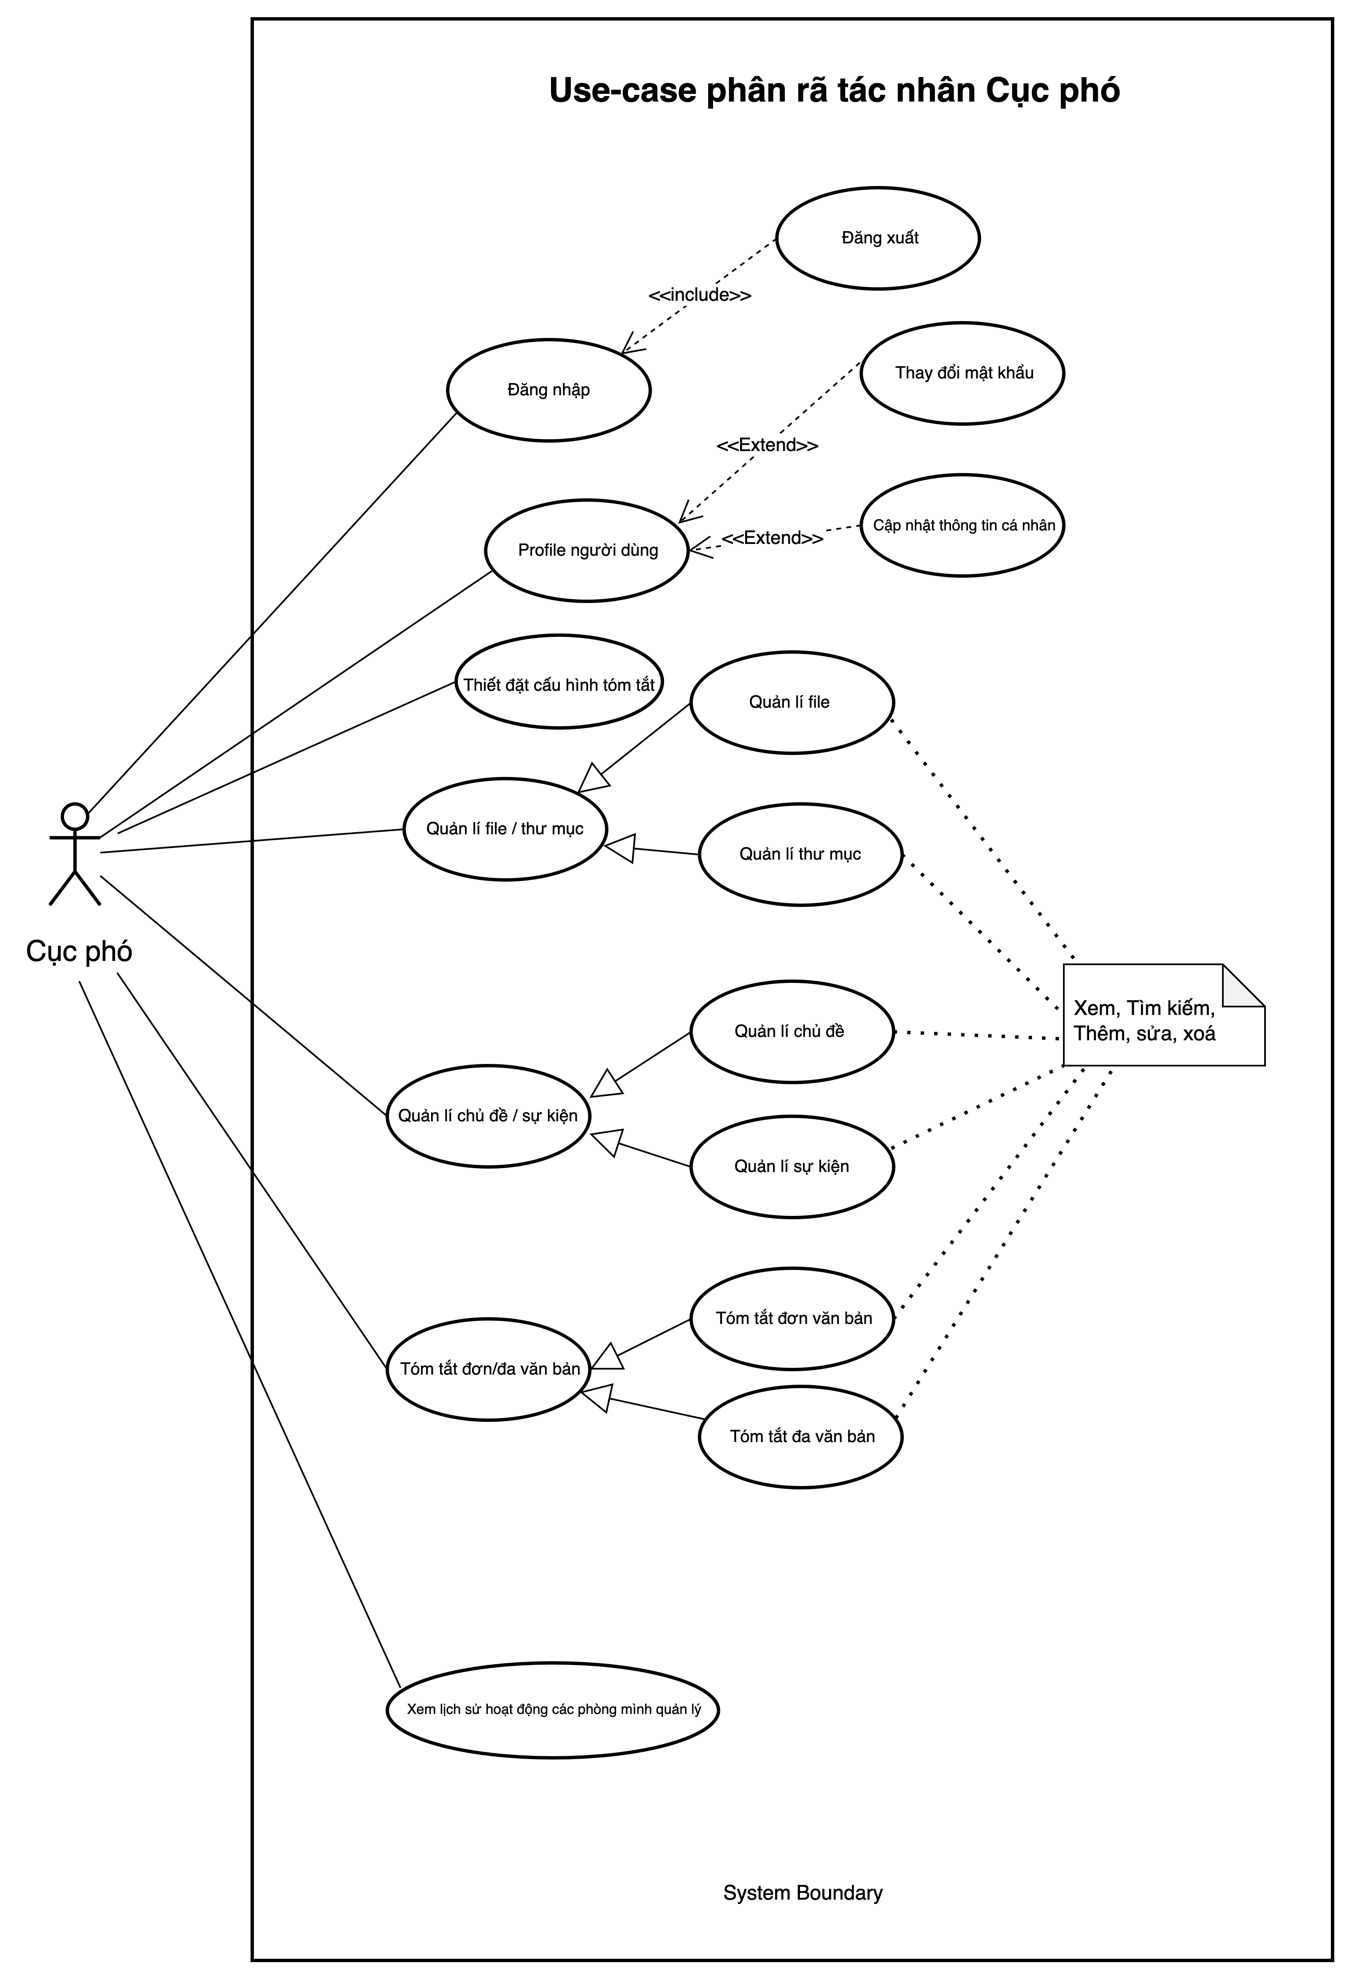 Use-case phân rã tác nhân Cục phó
Đăng xuất
<<include>>
Thay đổi mật khẩu
Đăng nhập
<<Extend>>
Cập nhật thông tin cá nhân
<<Extend>>
Profile người dùng
Thiết đặt cấu hình tóm tắt
Quản lí file
Quản lí file / thư mục
Quản lí thư mục
Cục phó
Xem, Tìm kiếm,
Thêm, sửa, xoá
Quản lí chủ đề
Quản lí chủ đề / sự kiện
Quản lí sự kiện
Tóm tắt đơn văn bản
Tóm tắt đơn/đa văn bản
Tóm tắt đa văn bản
Xem lịch sử hoạt động các phòng mình quản lý
System Boundary